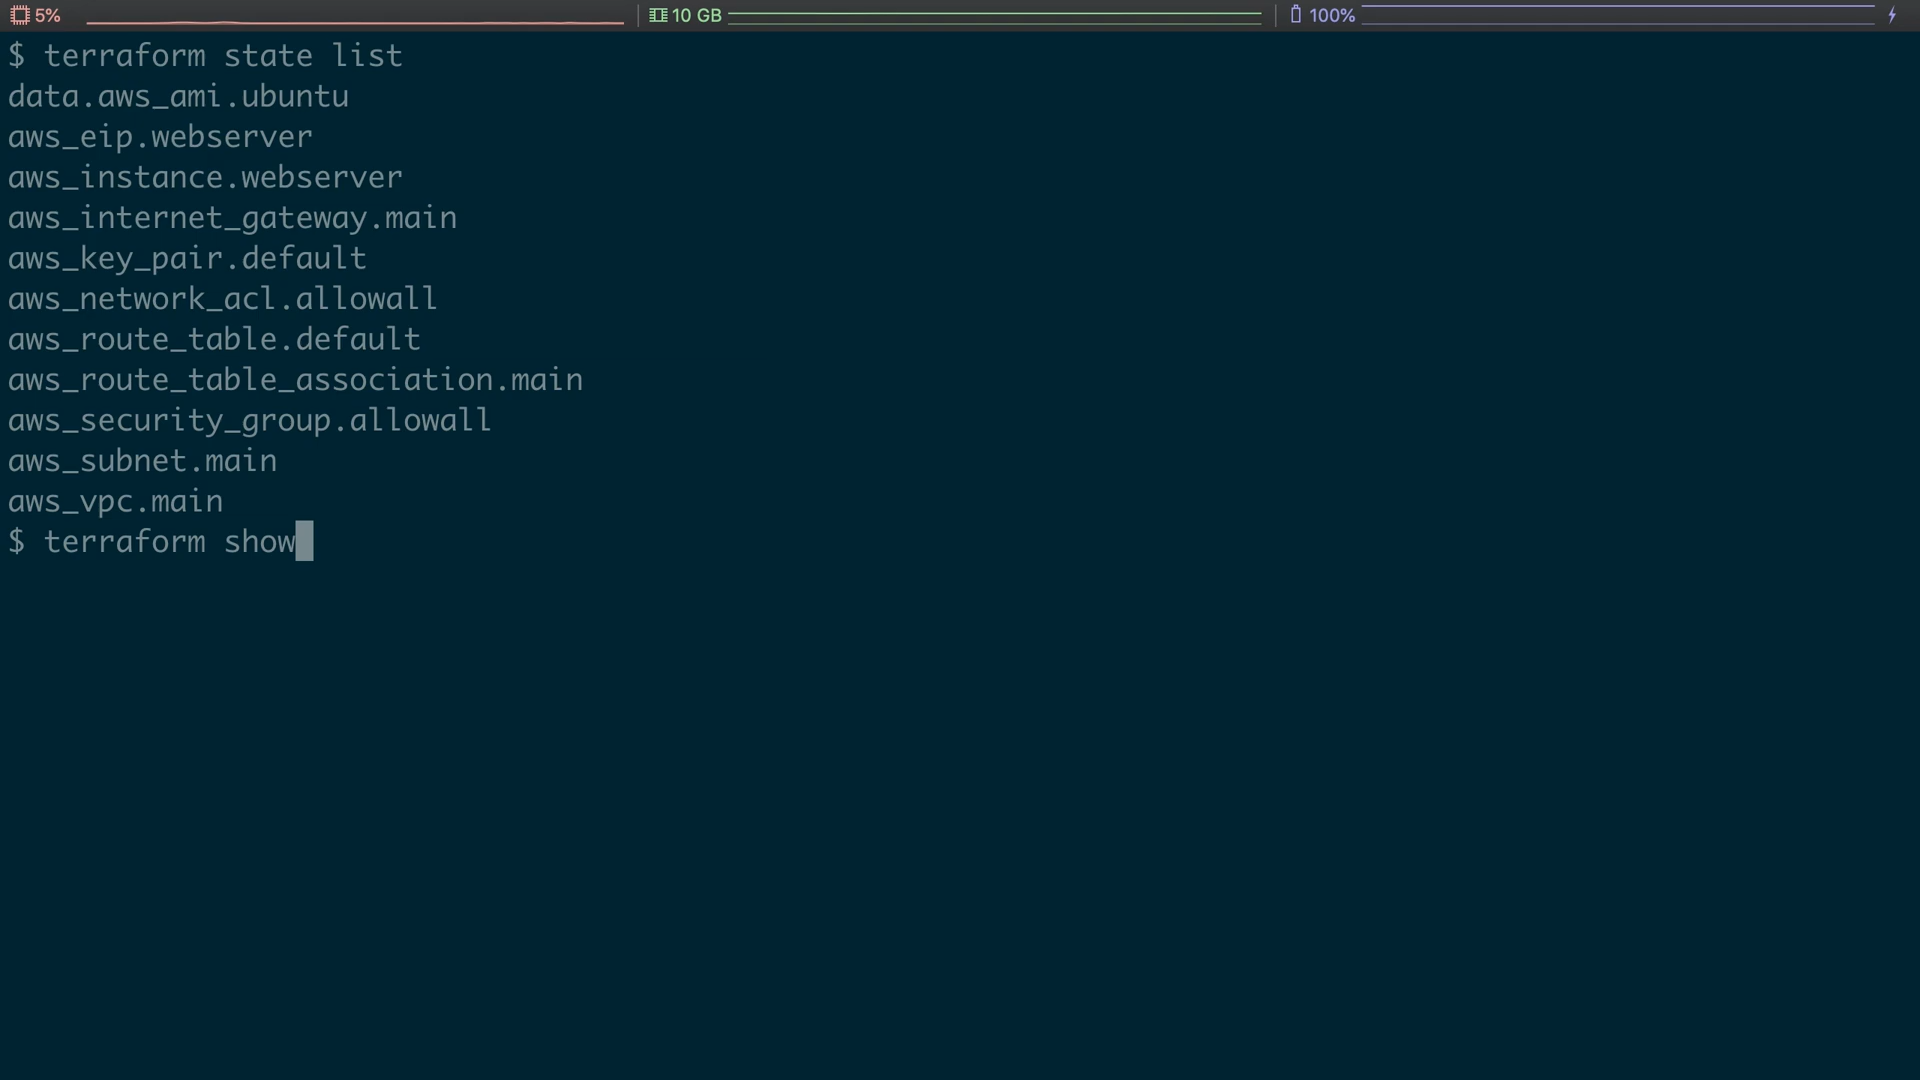 5% 10 GB 100%
$ terraform state list
data.aws_ami.ubuntu
aws_eip.webserver
aws_instance.webserver
aws_internet_gateway.main
aws_key_pair.default
aws_network_acl.allowall
aws_route_table.default
aws_route_table_association.main
aws_security_group.allowall
aws_subnet.main
aws_vpc.main
$ terraform show